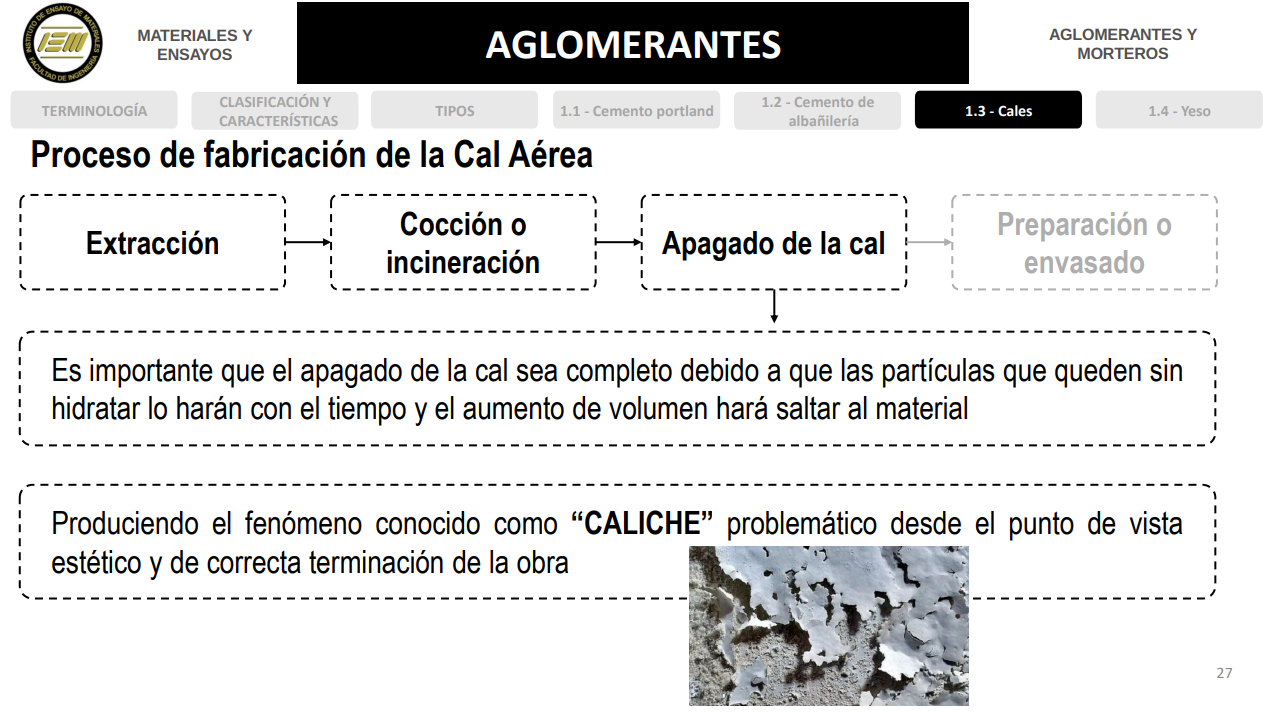 INSTITUTO DE ENSAYO DE MATERIALES
IEM
FACULTAD DE INGENIERÍA
MATERIALES Y
ENSAYOS
AGLOMERANTES
AGLOMERANTES Y
MORTEROS
TERMINOLOGÍA
CLASIFICACIÓN Y
CARACTERÍSTICAS
TIPOS
1.1 - Cemento portland
1.2 - Cemento de
albañilería
1.3 - Cales
1.4 - Yeso
Proceso de fabricación de la Cal Aérea
Extracción
Cocción o
incineración
Apagado de la cal
Preparación o
envasado
Es importante que el apagado de la cal sea completo debido a que las partículas que queden sin
hidratar lo harán con el tiempo y el aumento de volumen hará saltar al material
Produciendo el fenómeno conocido como “CALICHE” problemático desde el punto de vista
estético y de correcta terminación de la obra
27